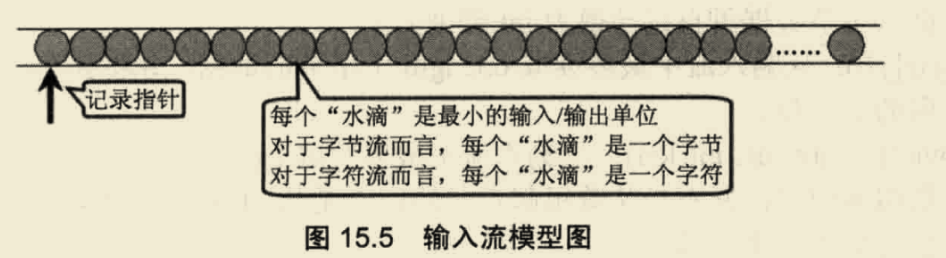 ......
记录指针
每个“水滴”是最小的输入/输出单位
对于字节流而言，每个“水滴”是一个字节
对于字符流而言，每个“水滴”是一个字符
图 15.5 输入流模型图